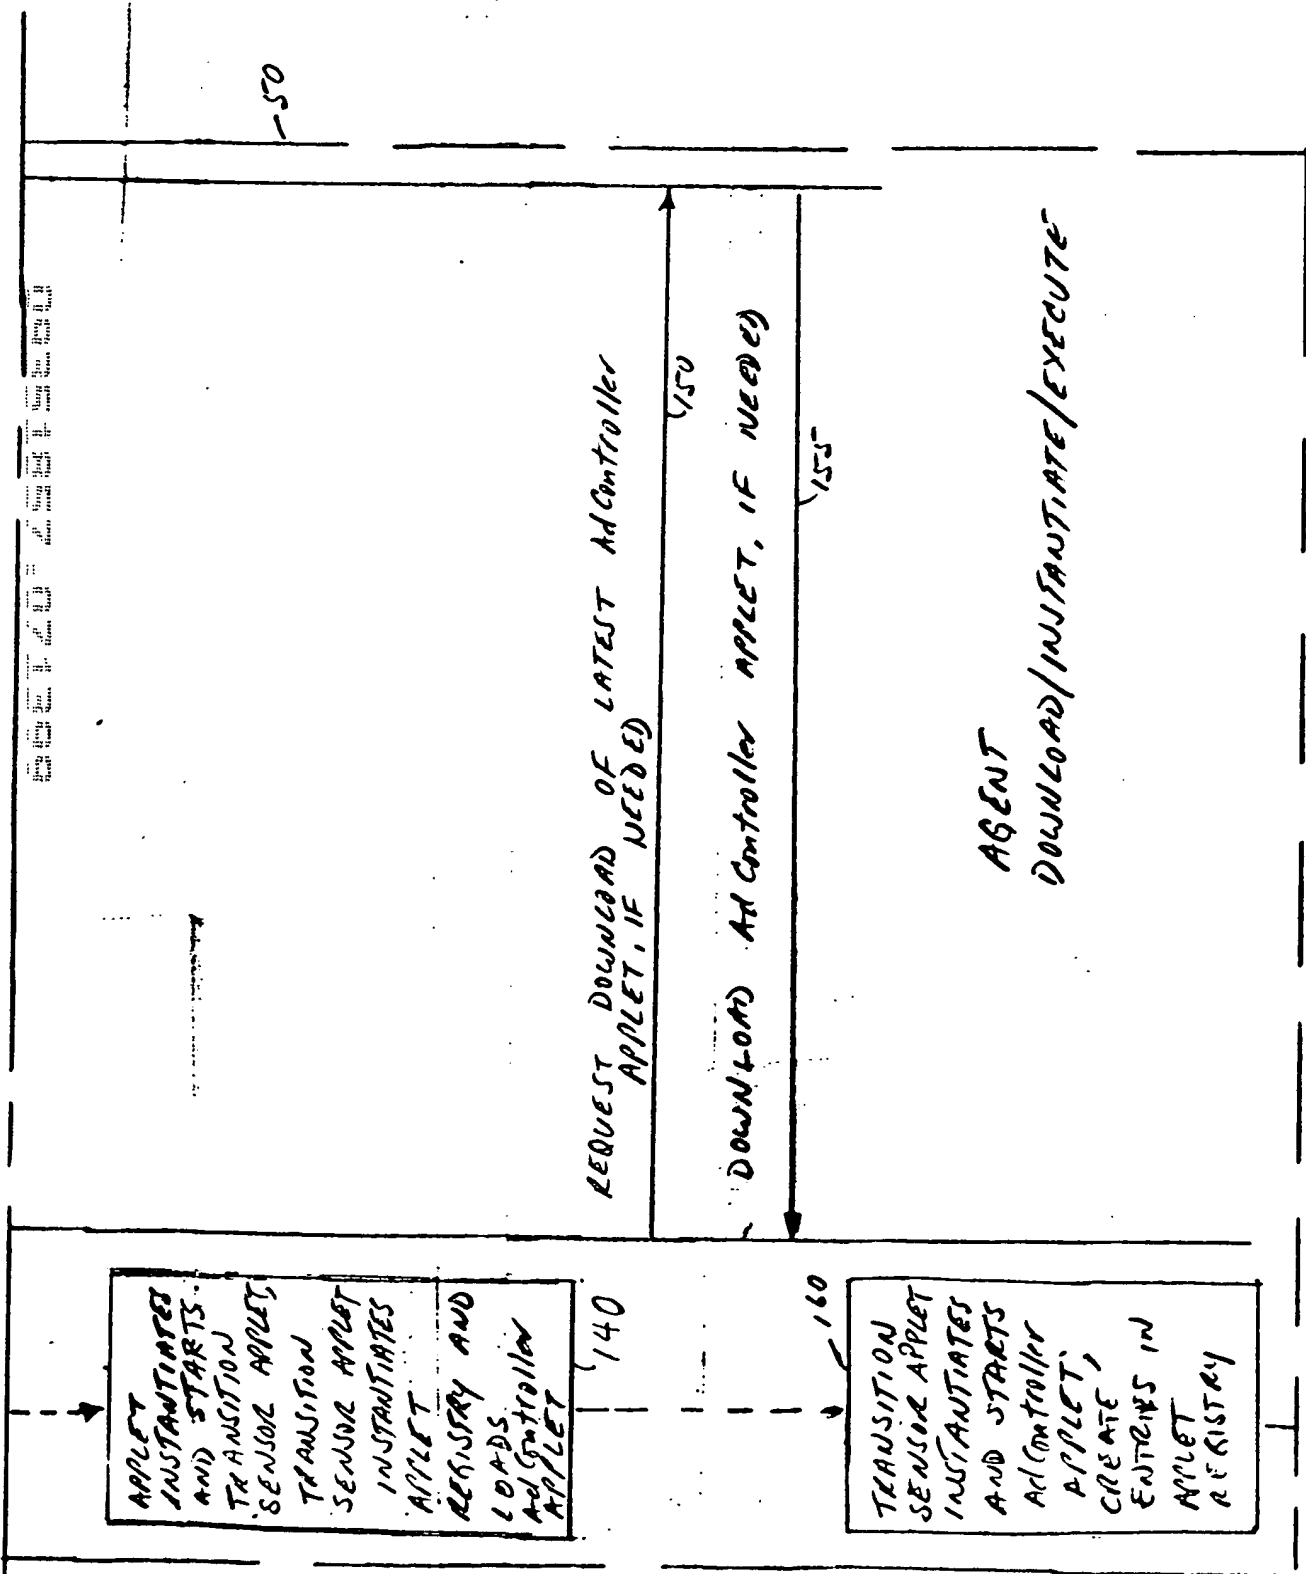 50
REQUEST DOWNLOAD OF LATEST AdController
APPLET, IF NEEDED)
150
DOWNLOAD AdController APPLET, IF NEEDED)
155
AGENT
DOWNLOAD/INSTANTIATE/EXECUTE
APPLET
INSTANTIATES
AND STARTS
TRANSITION
SENSOR APPLET,
TRANSITION
SENSOR APPLET
INSTANTIATES
APPLET
REGISTRY AND
LOADS
AdController
APPLET
140
160
TRANSITION
SENSOR APPLET
INSTANTIATES
AND STARTS
AdController
APPLET,
CREATE
ENTRIES IN
APPLET
REGISTRY